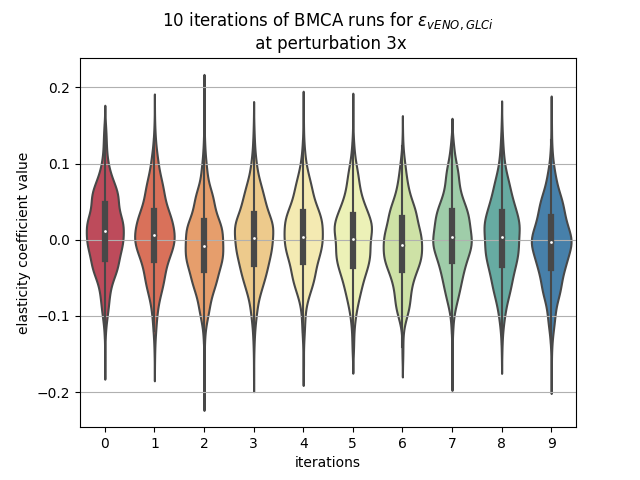 10 iterations of BMCA runs for ε_{vENO,GLCi}
at perturbation 3x
elasticity coefficient value
0.2
0.1
0.0
−0.1
−0.2
0 1 2 3 4 5 6 7 8 9
iterations